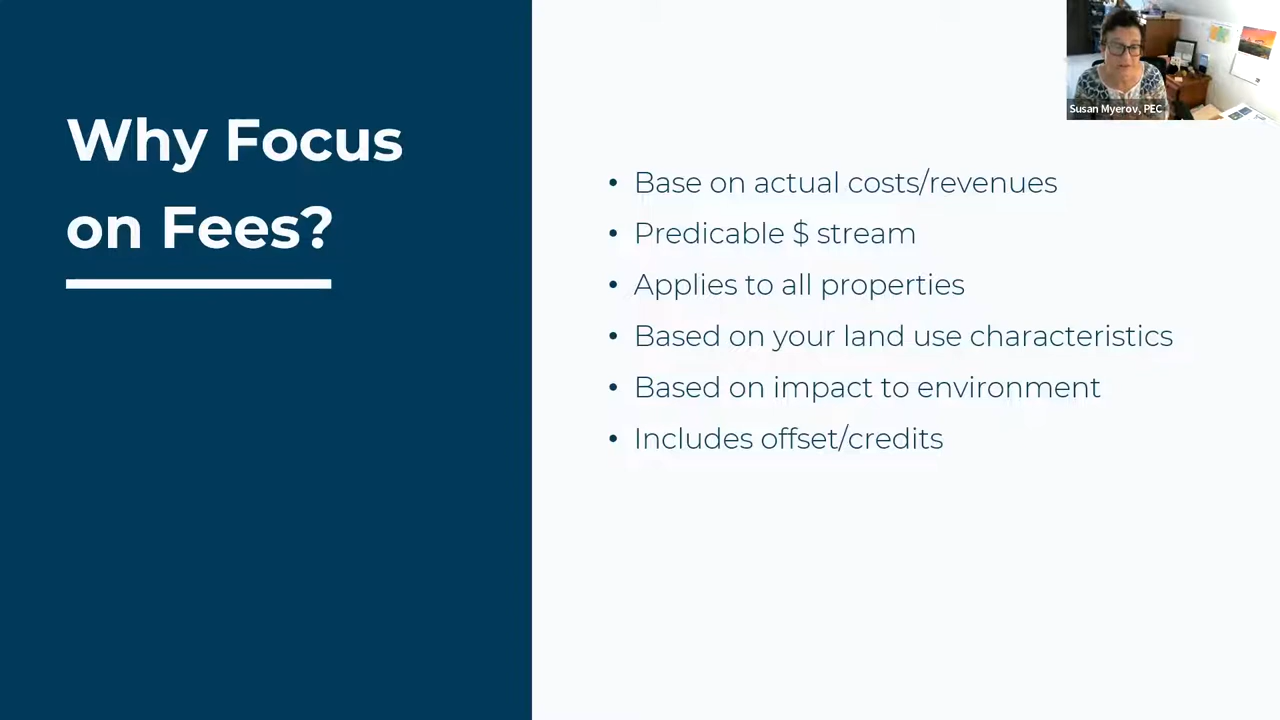 Why Focus
on Fees?
Susan Myerov, PEC
• Base on actual costs/revenues
• Predicable $ stream
• Applies to all properties
• Based on your land use characteristics
• Based on impact to environment
• Includes offset/credits